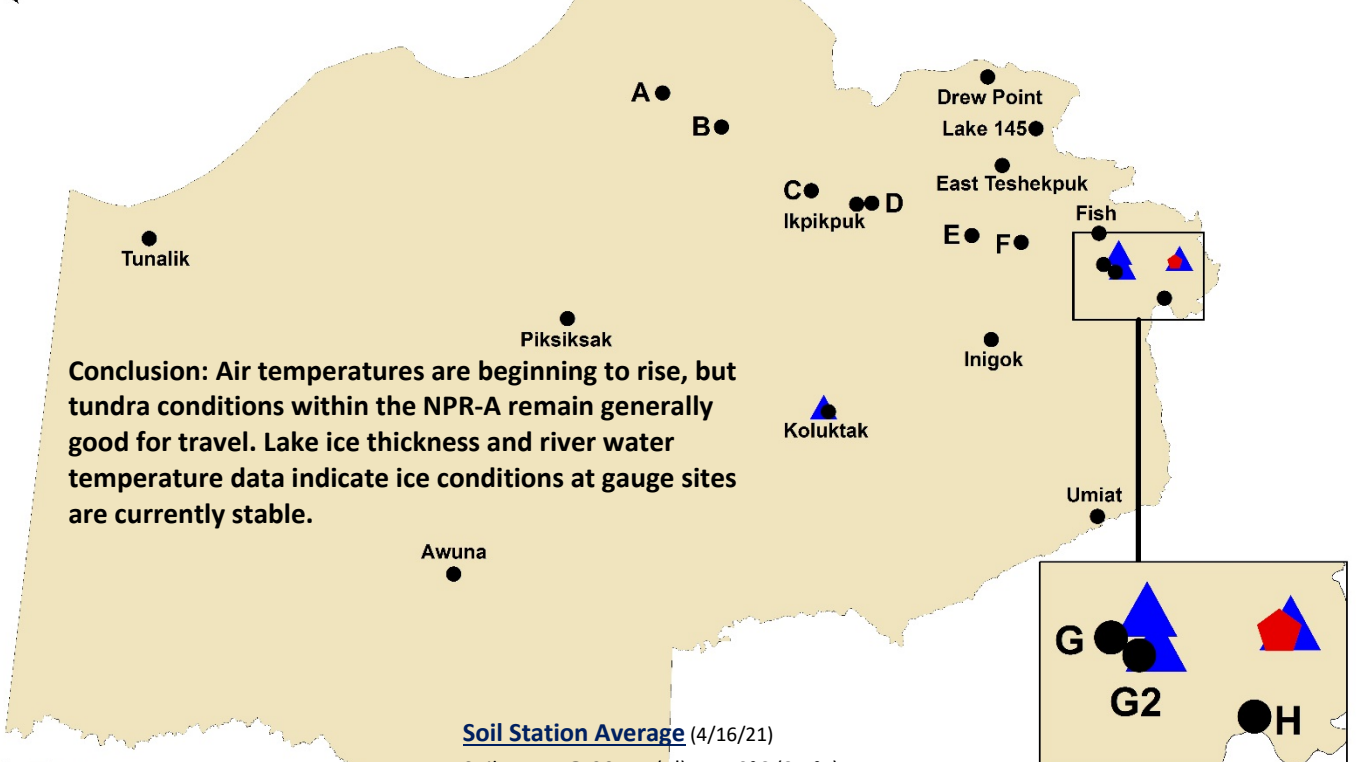 A
B
Drew Point
Lake 145
East Teshekpuk
C
Ikpikpuk
D
Fish
E
F
Tunalik
Piksiksak
Inigok
Conclusion: Air temperatures are beginning to rise, but
tundra conditions within the NPR-A remain generally
good for travel. Lake ice thickness and river water
temperature data indicate ice conditions at gauge sites
are currently stable.
Koluktak
Umiat
Awuna
G
G2
H
Soil Station Average (4/16/21)